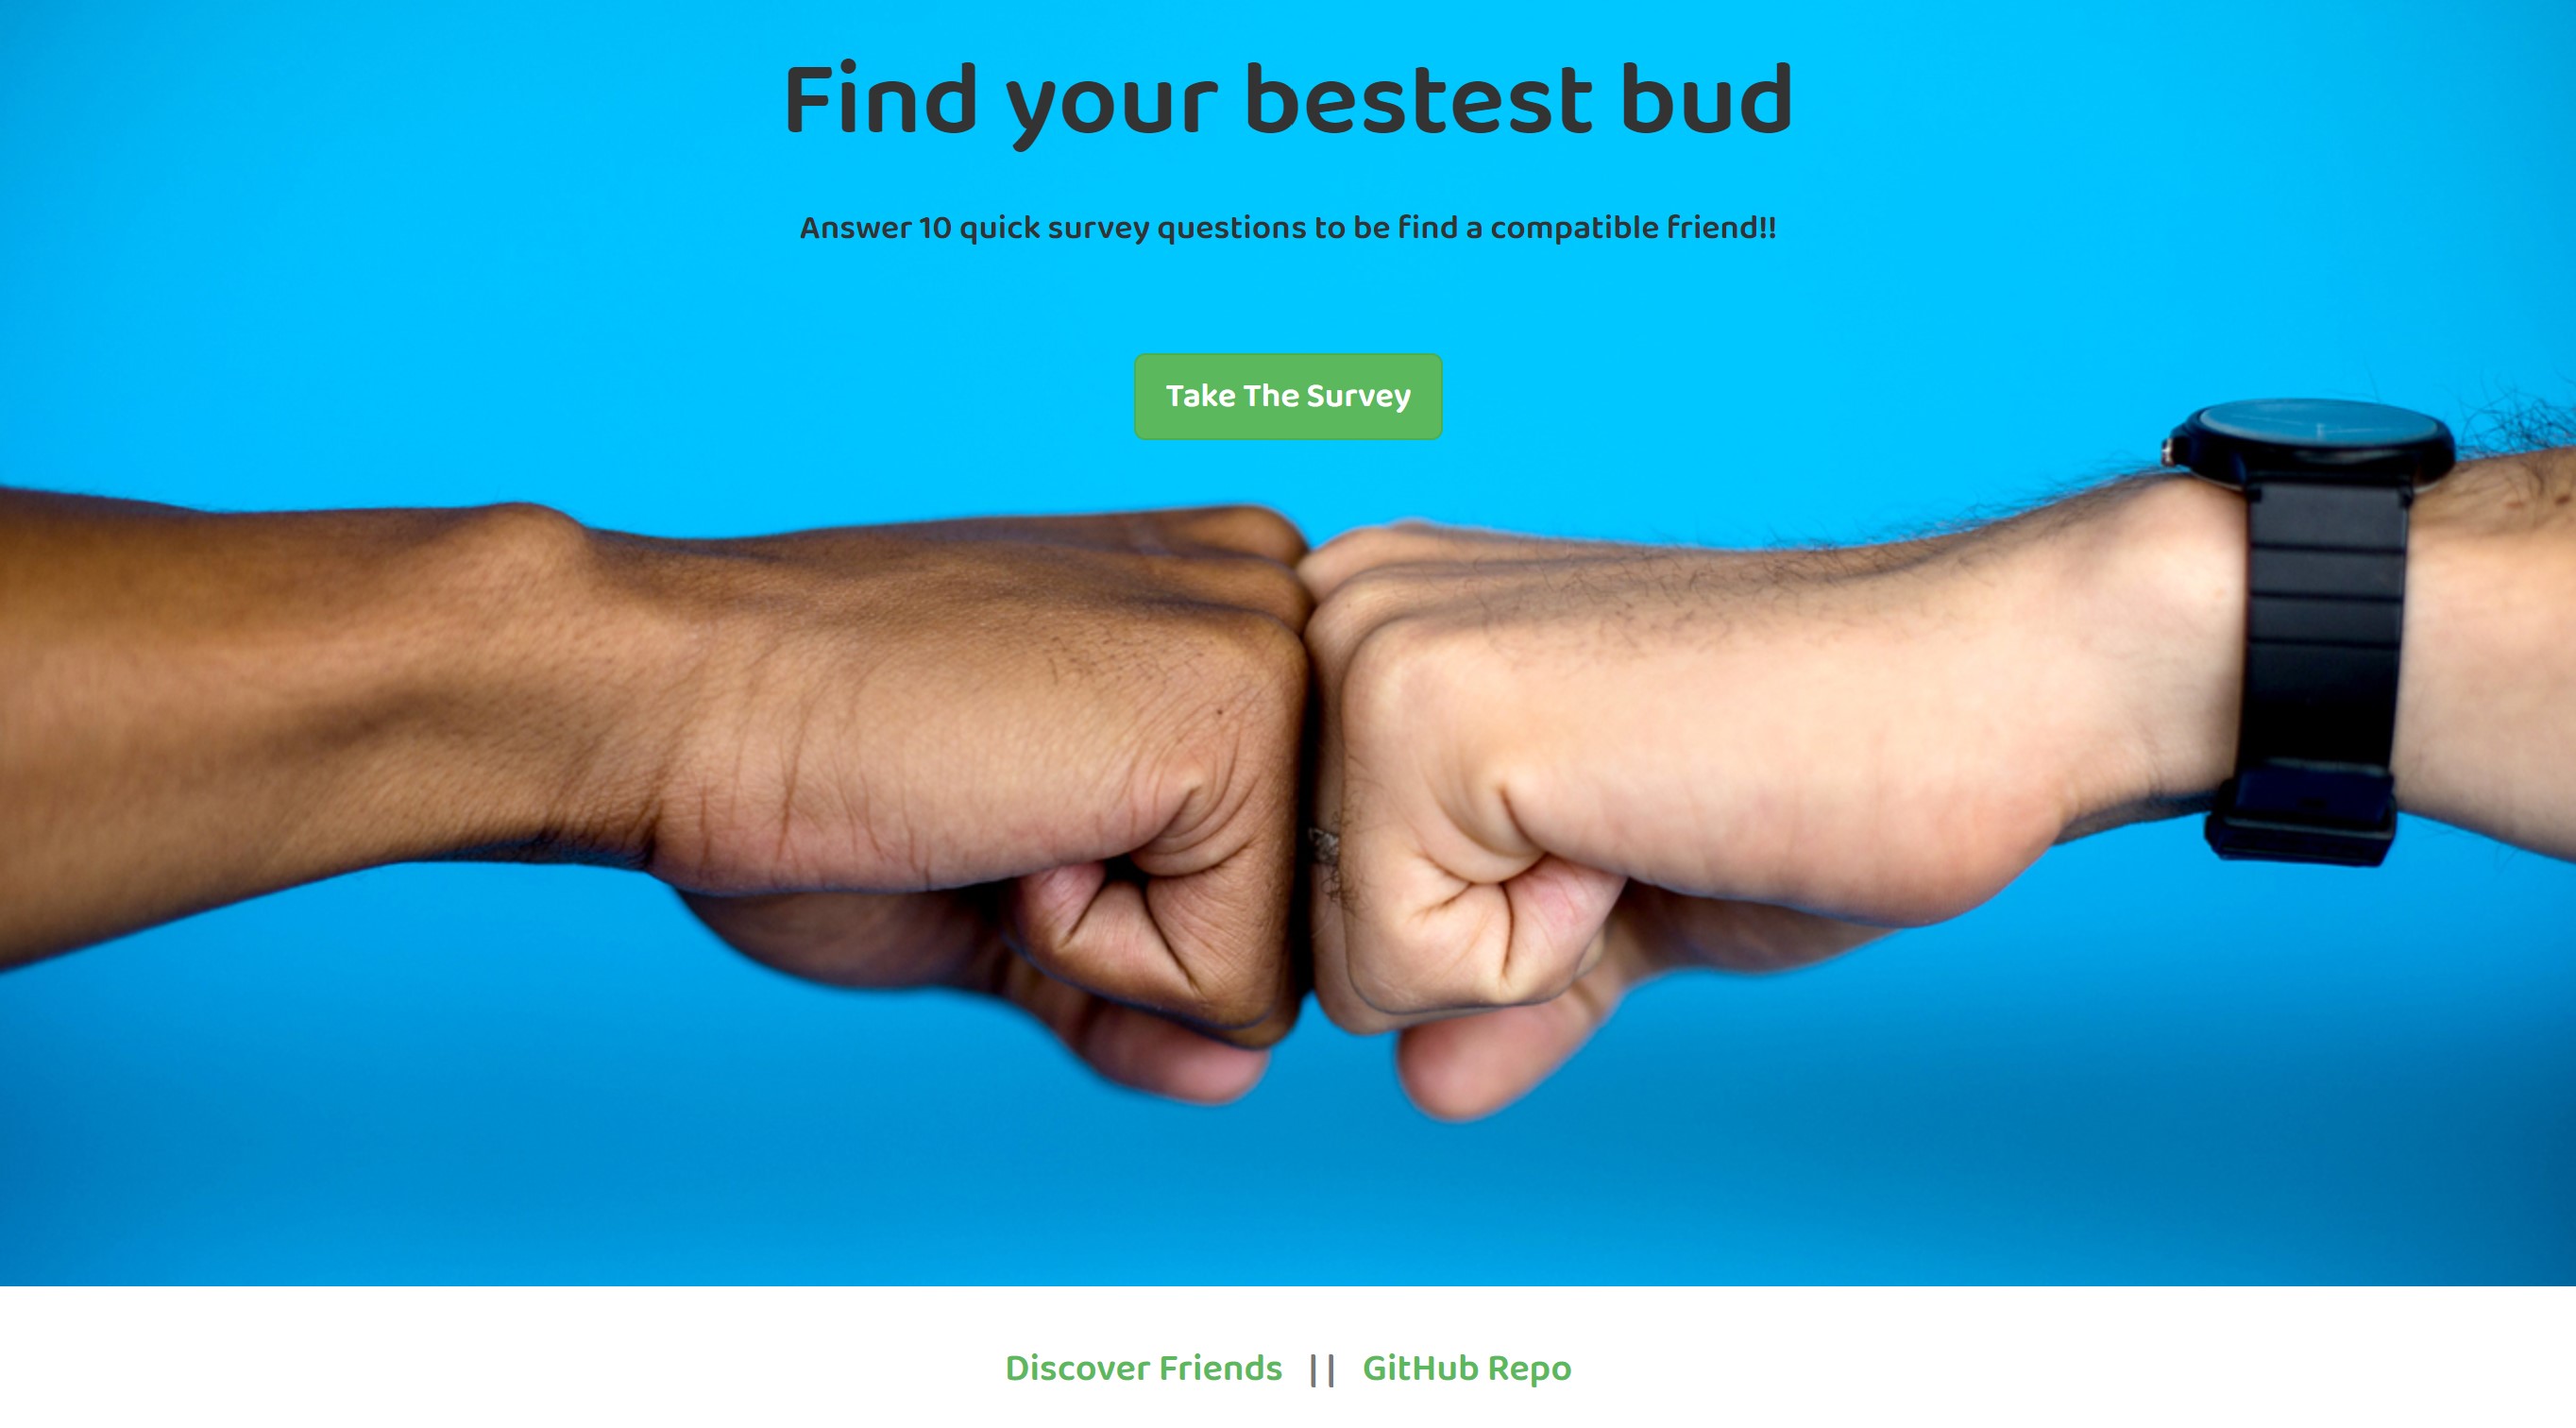 Find your bestest bud
Answer 10 quick survey questions to be find a compatible friend!!
Take The Survey
Discover Friends || GitHub Repo